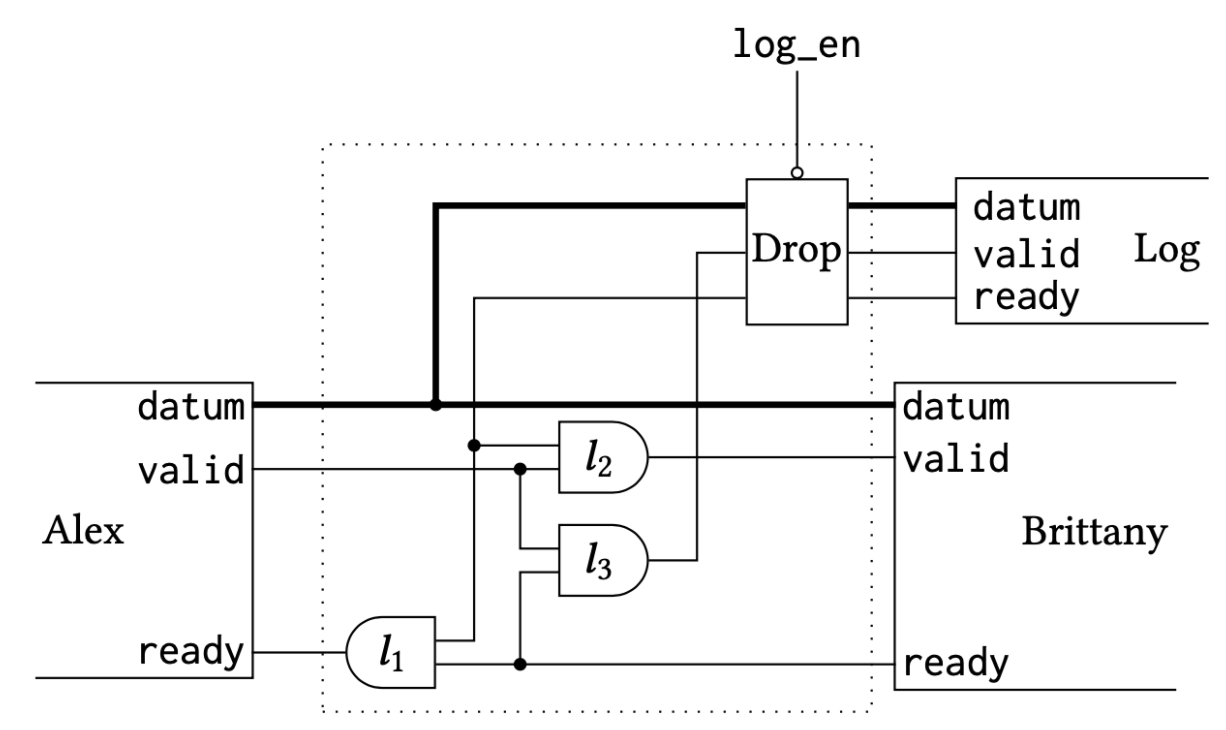 log_en
datum
Drop
valid
Log
ready
datum
datum
valid
l2
valid
Alex
l3
Brittany
ready
l1
ready